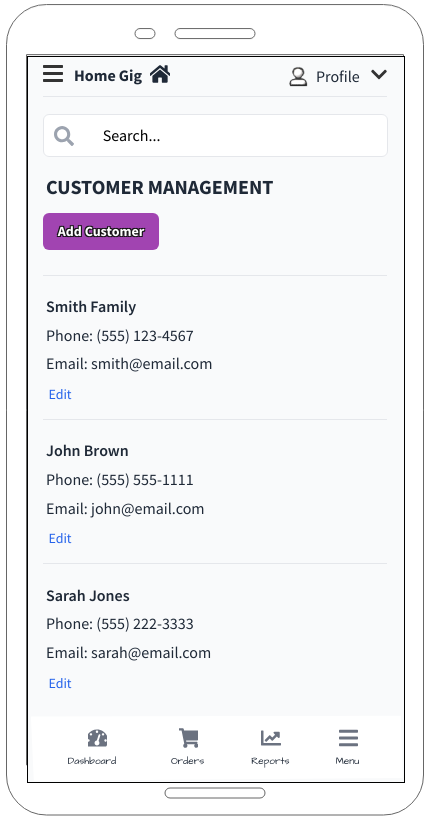 Home Gig
Profile
Search...
CUSTOMER MANAGEMENT
Add Customer
Smith Family
Phone: (555) 123-4567
Email: smith@email.com
Edit
John Brown
Phone: (555) 555-1111
Email: john@email.com
Edit
Sarah Jones
Phone: (555) 222-3333
Email: sarah@email.com
Edit
Dashboard Orders Reports Menu